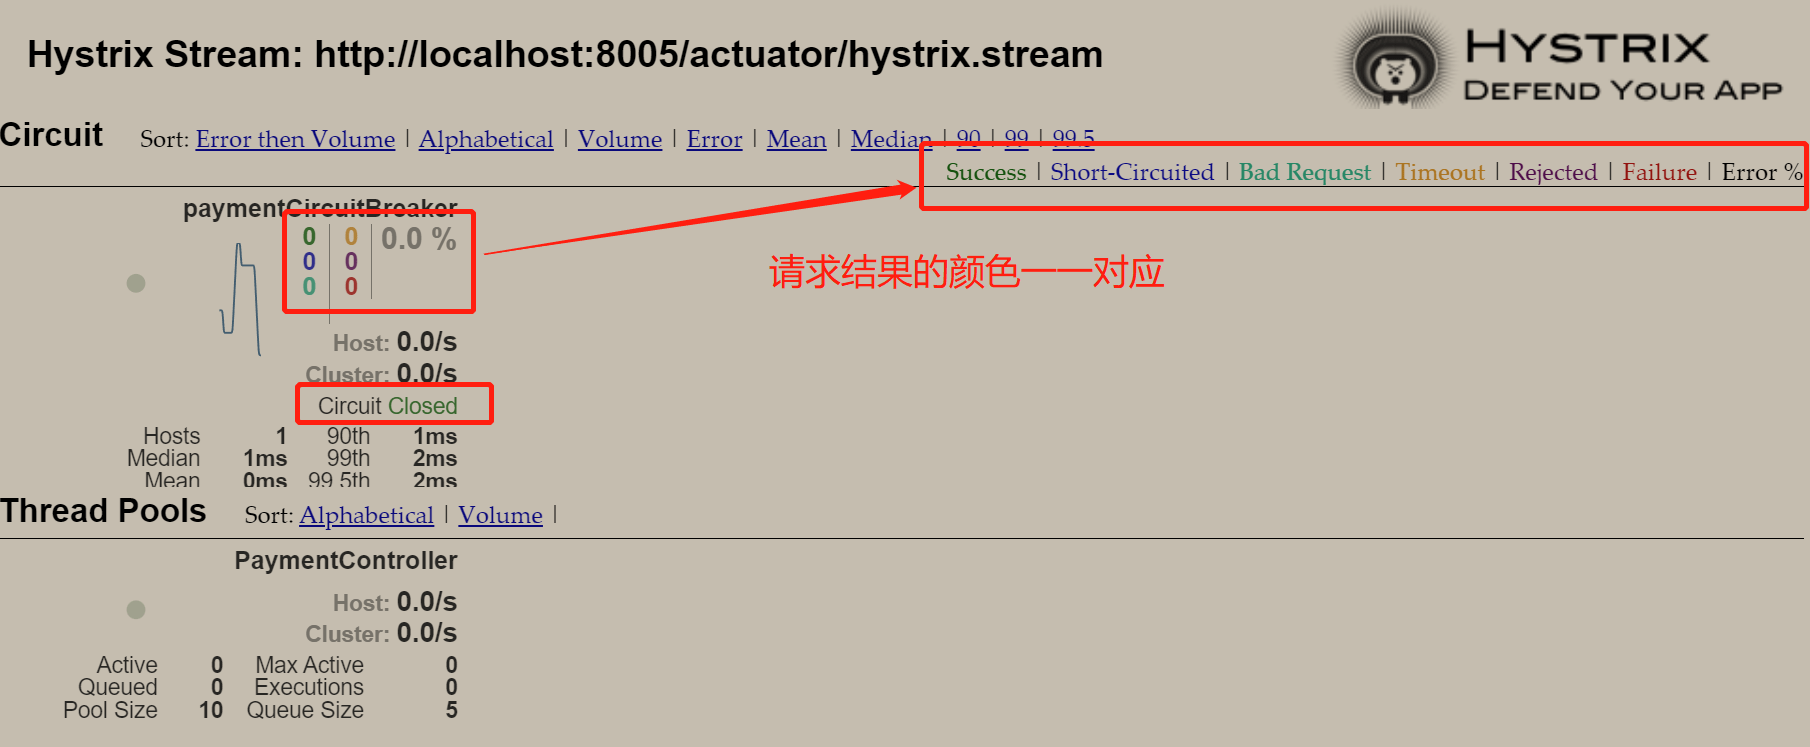 Hystrix Stream: http://localhost:8005/actuator/hystrix.stream
HYSTRIX
DEFEND YOUR APP
Circuit Sort: Error then Volume | Alphabetical | Volume | Error | Mean | Median | 90 | 99 | 99.5
Success | Short-Circuited | Bad Request | Timeout | Rejected | Failure | Error %
paymentCircuitBreaker
0 0 0.0 %
0 0
0 0
请求结果的颜色一一对应
Host: 0.0/s
Cluster: 0.0/s
Circuit Closed
Hosts 1 90th 1ms
Median 1ms 99th 2ms
Mean 0ms 99.5th 2ms
Thread Pools Sort: Alphabetical | Volume |
PaymentController
Host: 0.0/s
Cluster: 0.0/s
Active 0 Max Active 0
Queued 0 Executions 0
Pool Size 10 Queue Size 5